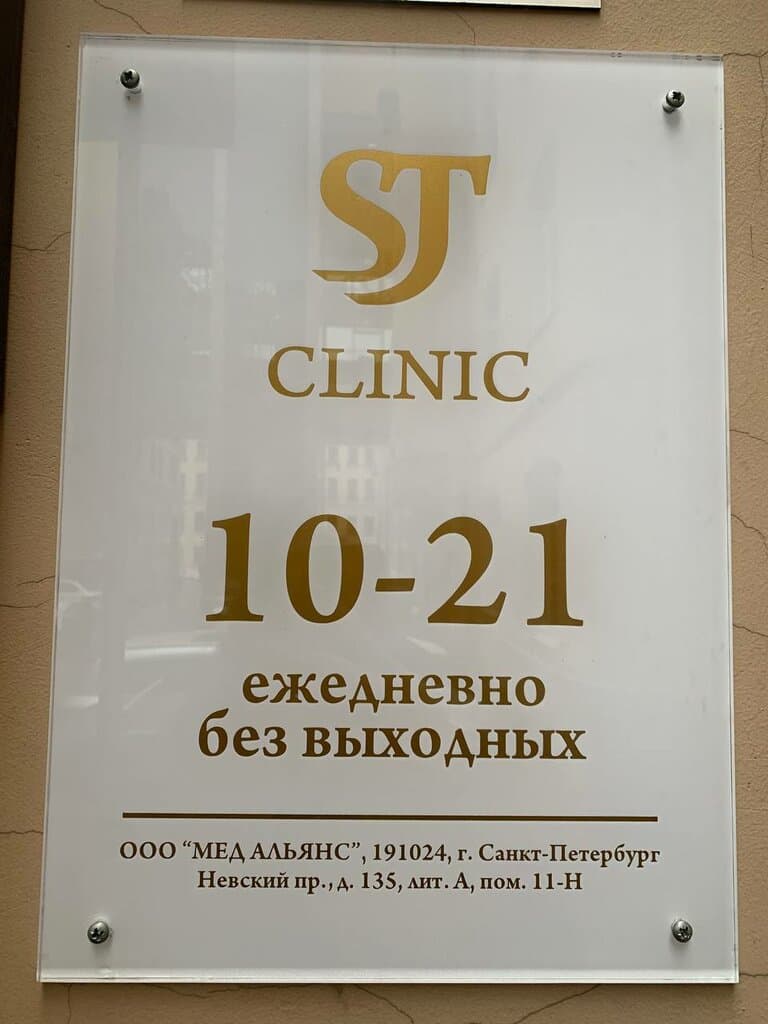 ST
CLINIC
10-21
ежедневно
без выходных
ООО “МЕД АЛЬЯНС”, 191024, г. Санкт-Петербург
Невский пр., д. 135, лит. А, пом. 11-Н